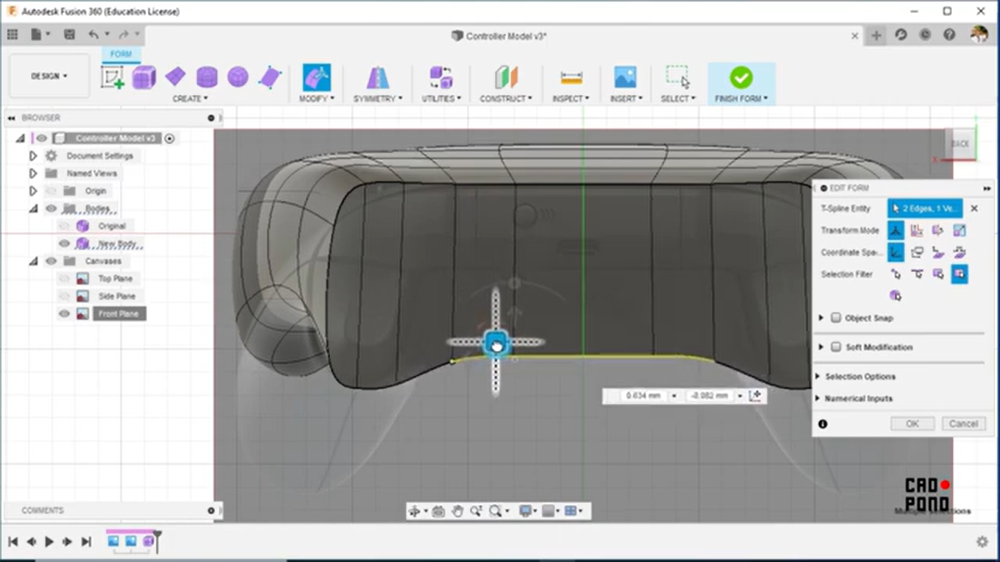 Autodesk Fusion 360 (Education License)
Controller Model v3*
FORM
DESIGN
CREATE
MODIFY
SYMMETRY
UTILITIES
CONSTRUCT
INSPECT
INSERT
SELECT
FINISH FORM
BROWSER
Controller Model v3
Document Settings
Named Views
Origin
Bodies
Original
New Body
Canvases
Top Plane
Side Plane
Front Plane
BACK
X
EDIT FORM
T-Spline Entity
2 Edges, 1 Ve...
Transform Mode
Coordinate Spa...
Selection Filter
Object Snap
Soft Modification
Selection Options
Numerical Inputs
OK
Cancel
0.634 mm
-8.082 mm
CAD
POND
COMMENTS